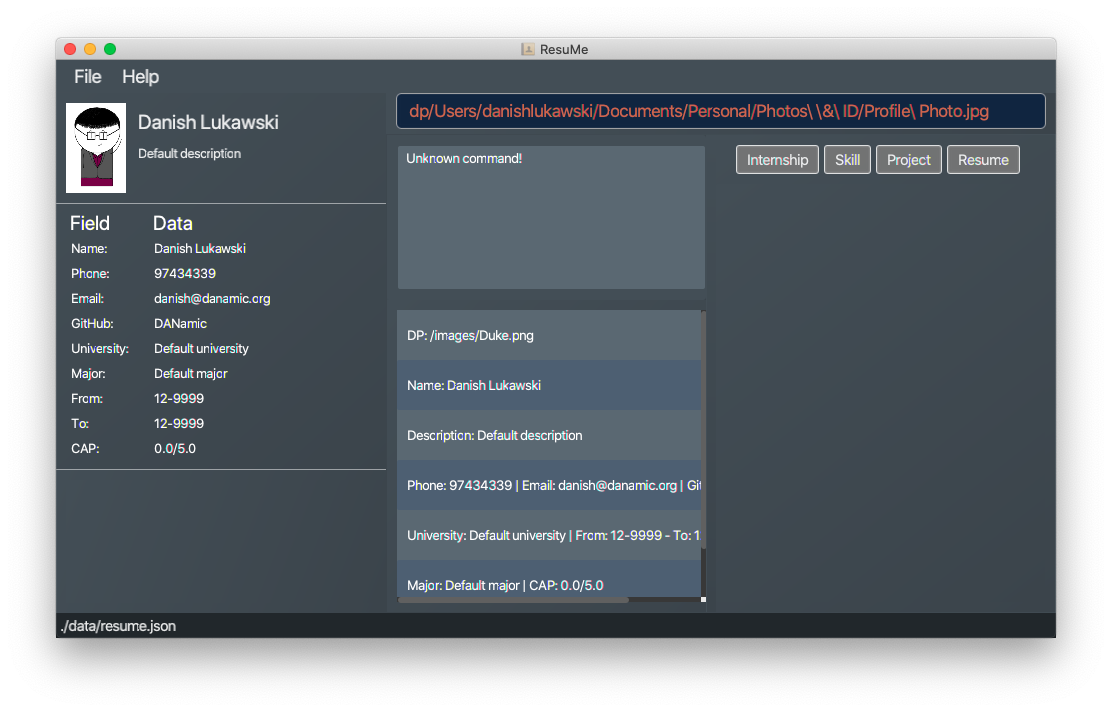 ResuMe
File Help
Danish Lukawski
Default description
Field Data
Name: Danish Lukawski
Phone: 97434339
Email: danish@danamic.org
GitHub: DANamic
University: Default university
Major: Default major
From: 12-9999
To: 12-9999
CAP: 0.0/5.0
dp/Users/danishlukawski/Documents/Personal/Photos\ \&\ ID/Profile\ Photo.jpg
Unknown command!
DP: /images/Duke.png
Name: Danish Lukawski
Description: Default description
Phone: 97434339 | Email: danish@danamic.org | Git
University: Default university | From: 12-9999 - To: 1
Major: Default major | CAP: 0.0/5.0
Internship Skill Project Resume
./data/resume.json